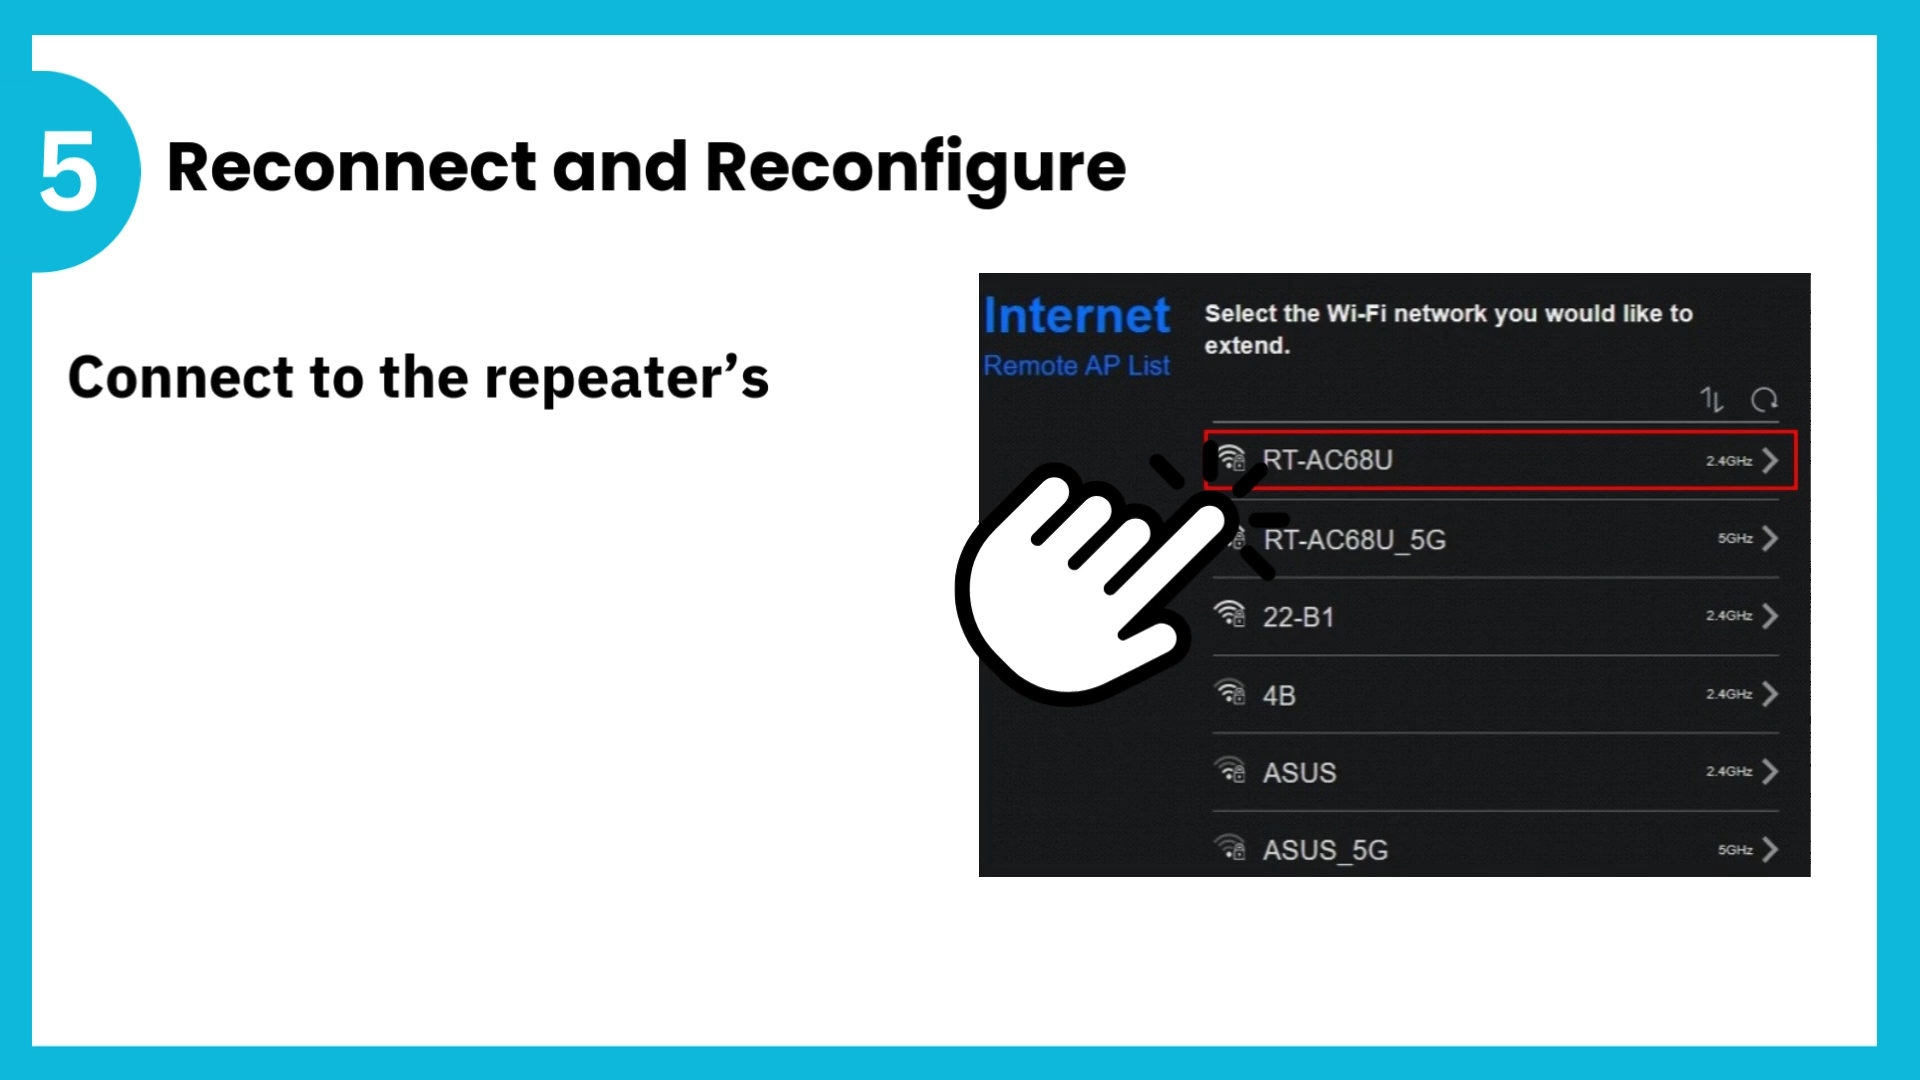 5
Reconnect and Reconfigure
Connect to the repeater’s
Internet
Remote AP List
Select the Wi-Fi network you would like to
extend.
RT-AC68U 2.4GHz
RT-AC68U_5G 5GHz
22-B1 2.4GHz
4B 2.4GHz
ASUS 2.4GHz
ASUS_5G 5GHz